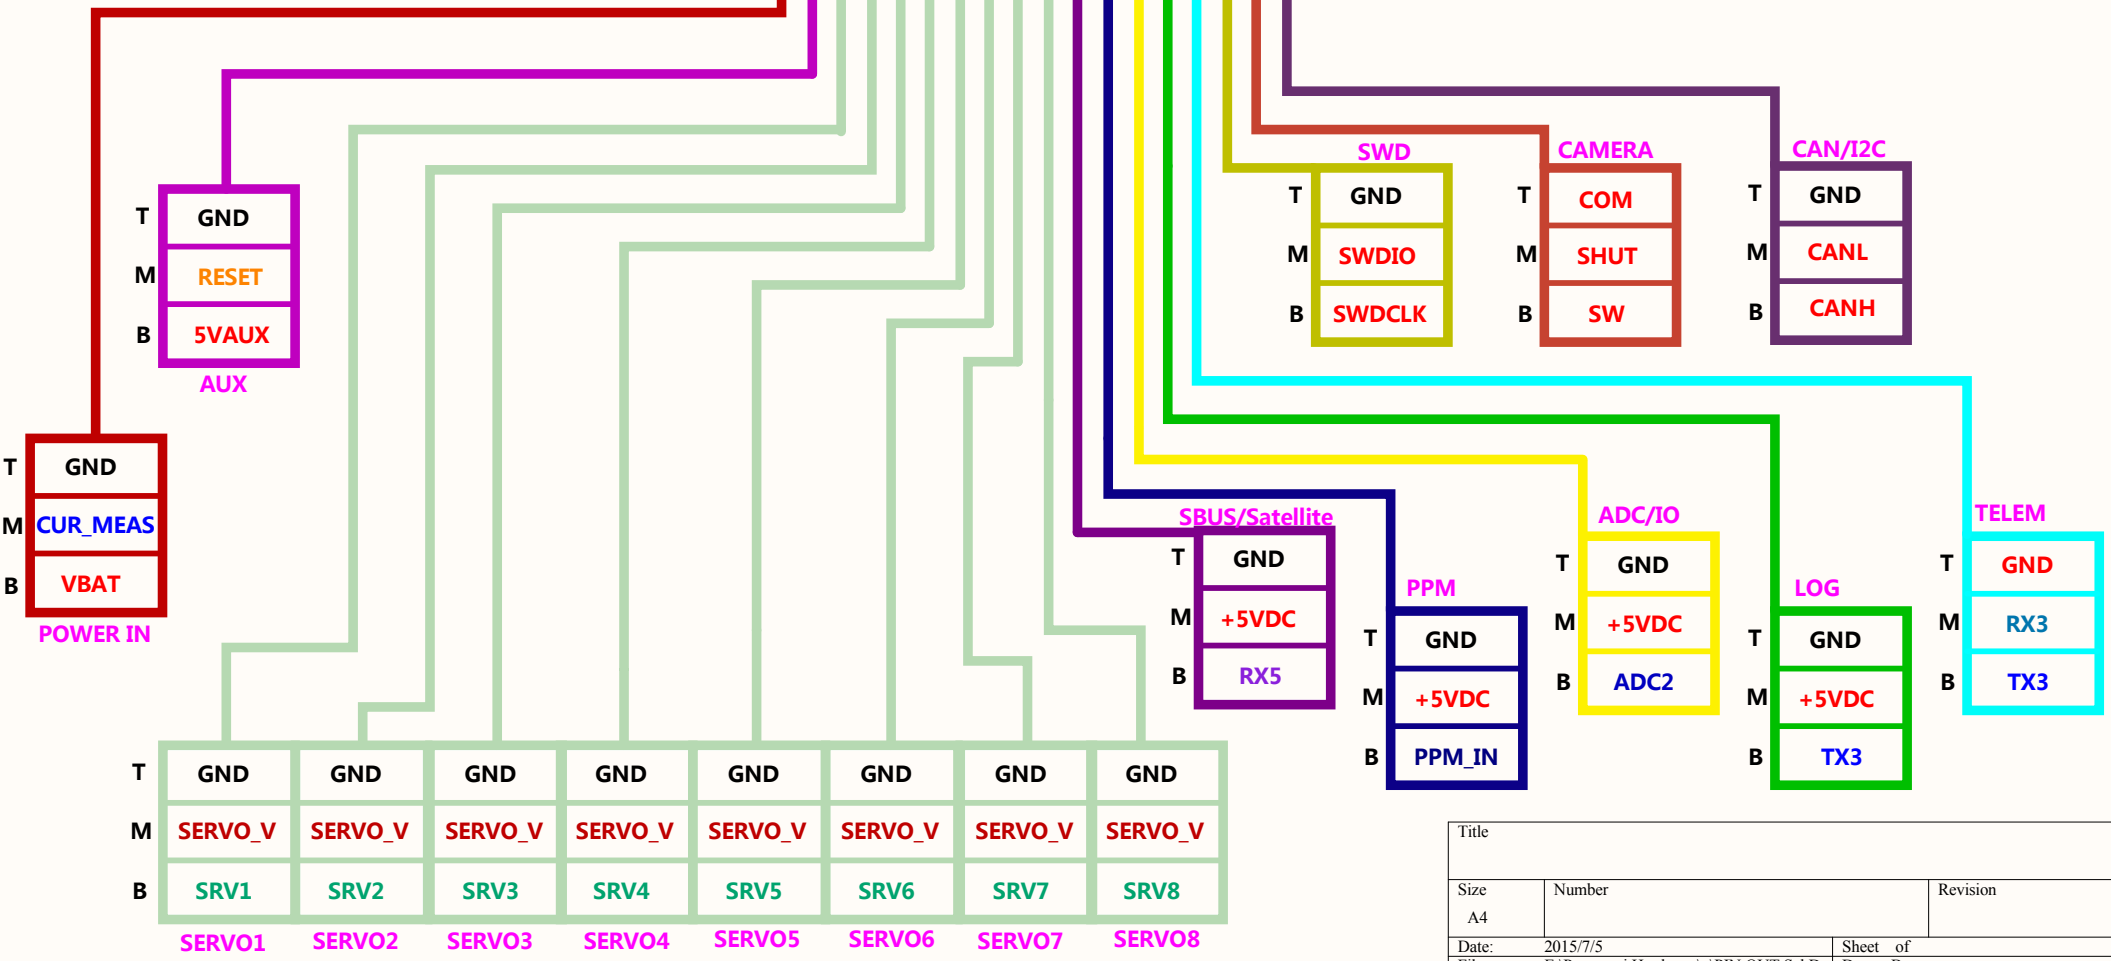 SWD
T GND
M SWDIO
B SWDCLK
CAMERA
T COM
M SHUT
B SW
CAN/I2C
T GND
M CANL
B CANH
T GND
M RESET
B 5VAUX
AUX
T GND
M CUR_MEAS
B VBAT
POWER IN
SBUS/Satellite
T GND
M +5VDC
B RX5
PPM
T GND
M +5VDC
B PPM_IN
ADC/IO
T GND
M +5VDC
B ADC2
LOG
T GND
M +5VDC
B TX3
TELEM
T GND
M RX3
B TX3
T GND GND GND GND GND GND GND GND
M SERVO_V SERVO_V SERVO_V SERVO_V SERVO_V SERVO_V SERVO_V SERVO_V
B SRV1 SRV2 SRV3 SRV4 SRV5 SRV6 SRV7 SRV8
SERVO1 SERVO2 SERVO3 SERVO4 SERVO5 SERVO6 SERVO7 SERVO8
Title
Size Number Revision
A4
Date: 2015/7/5 Sheet of